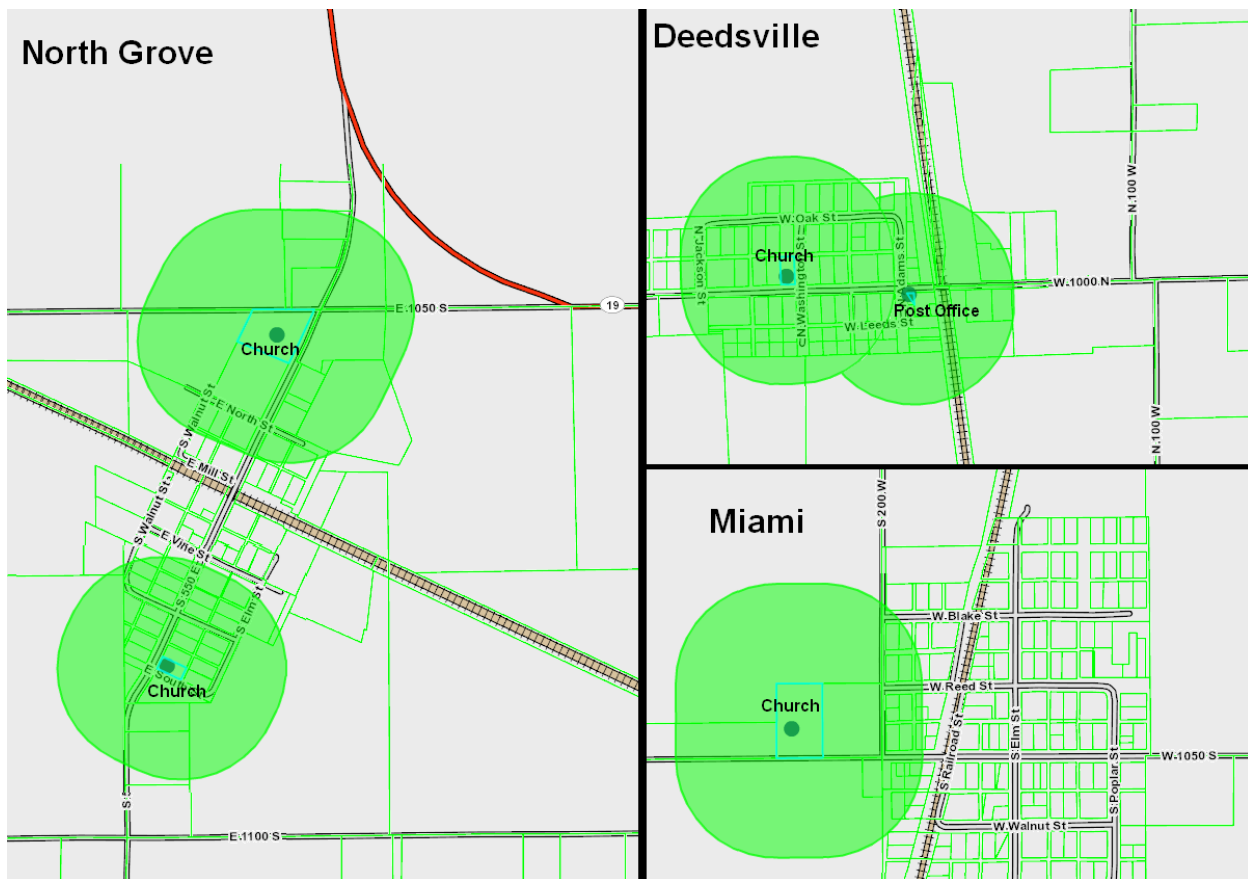 North Grove
E 1050 S
19
Church
S Walnut St
E North St
E Mill St
S Walnut St
E Vine St
S 550 E
S Elm St
E South
Church
S
E 1100 S
Deedsville
N 100 W
W Oak St
N Jackson St
Church
N Washington St
N Adams St
W 1000 N
Post Office
W Leeds St
N 100 W
Miami
S 200 W
W Blake St
W Reed St
Church
S Railroad St
S Elm St
W 1050 S
S Poplar St
W Walnut St